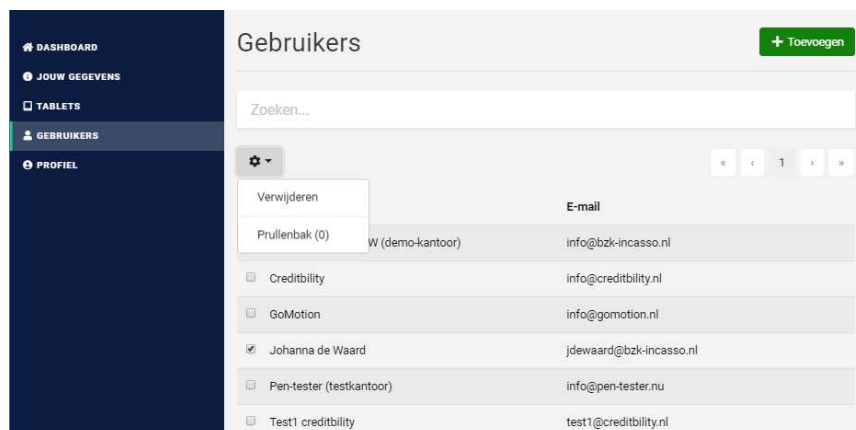 DASHBOARD
JOUW GEGEVENS
TABLETS
GEBRUIKERS
PROFIEL
Gebruikers
+ Toevoegen
Zoeken...
« ‹ 1 › »
Verwijderen
Prullenbak (0)
E-mail
W (demo-kantoor) info@bzk-incasso.nl
Creditbility info@creditbility.nl
GoMotion info@gomotion.nl
Johanna de Waard jdewaard@bzk-incasso.nl
Pen-tester (testkantoor) info@pen-tester.nu
Test1 creditbility test1@creditbility.nl